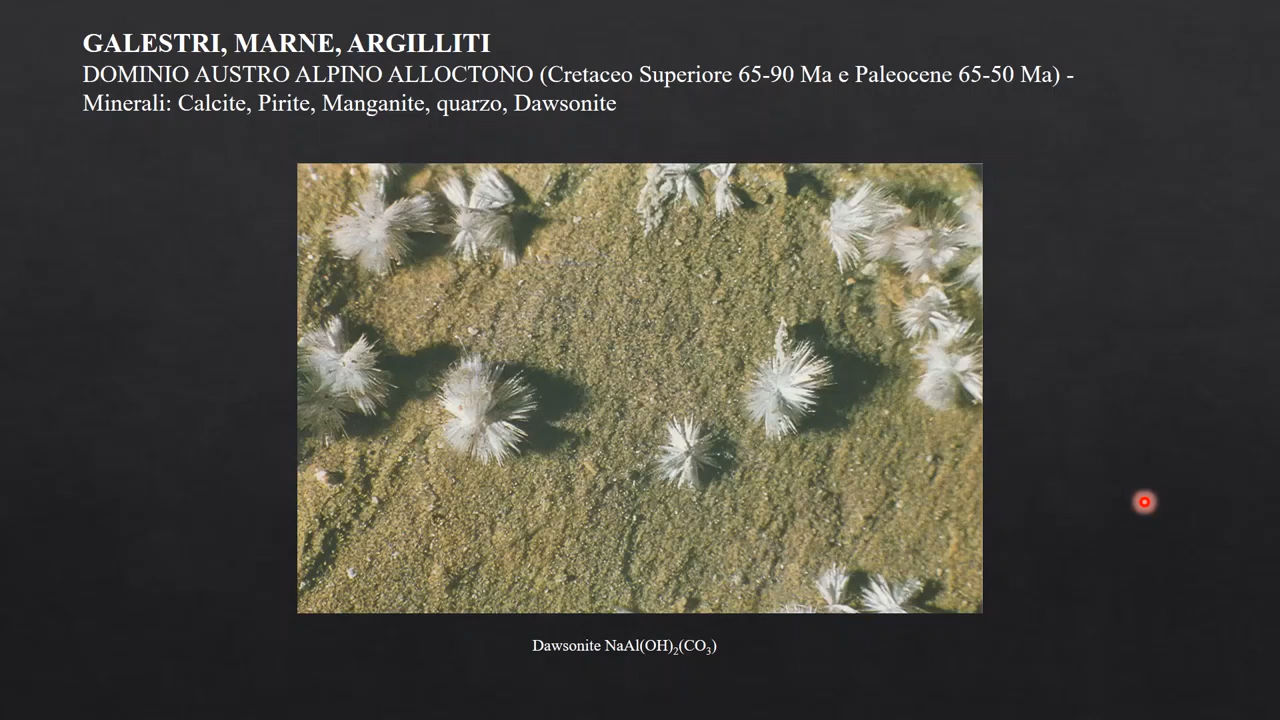 GALESTRI, MARNE, ARGILLITI
DOMINIO AUSTRO ALPINO ALLOCTONO (Cretaceo Superiore 65-90 Ma e Paleocene 65-50 Ma) -
Minerali: Calcite, Pirite, Manganite, quarzo, Dawsonite
Dawsonite NaAl(OH)₂(CO₃)